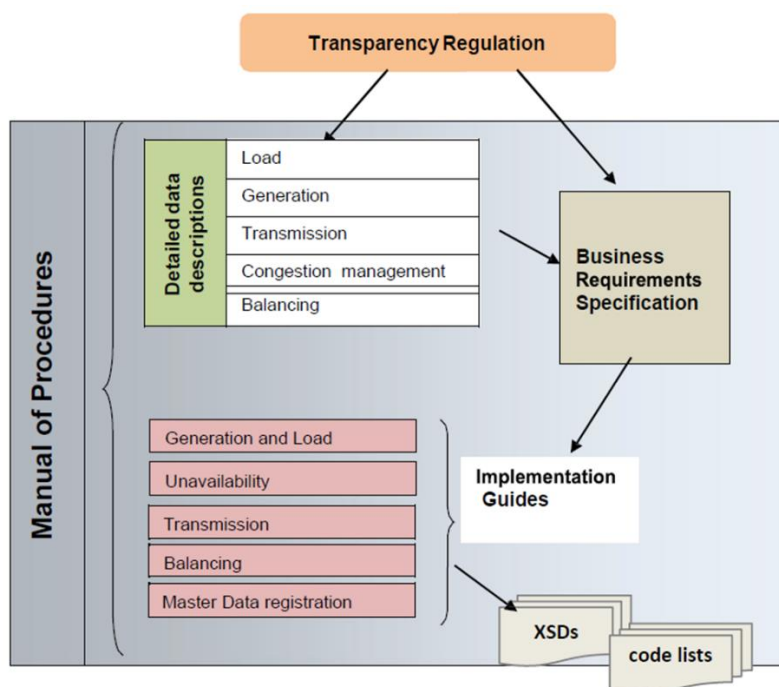 Transparency Regulation
Manual of Procedures
Detailed data
descriptions
Load
Generation
Transmission
Congestion management
Balancing
Business
Requirements
Specification
Generation and Load
Unavailability
Transmission
Balancing
Master Data registration
Implementation
Guides
XSDs
code lists